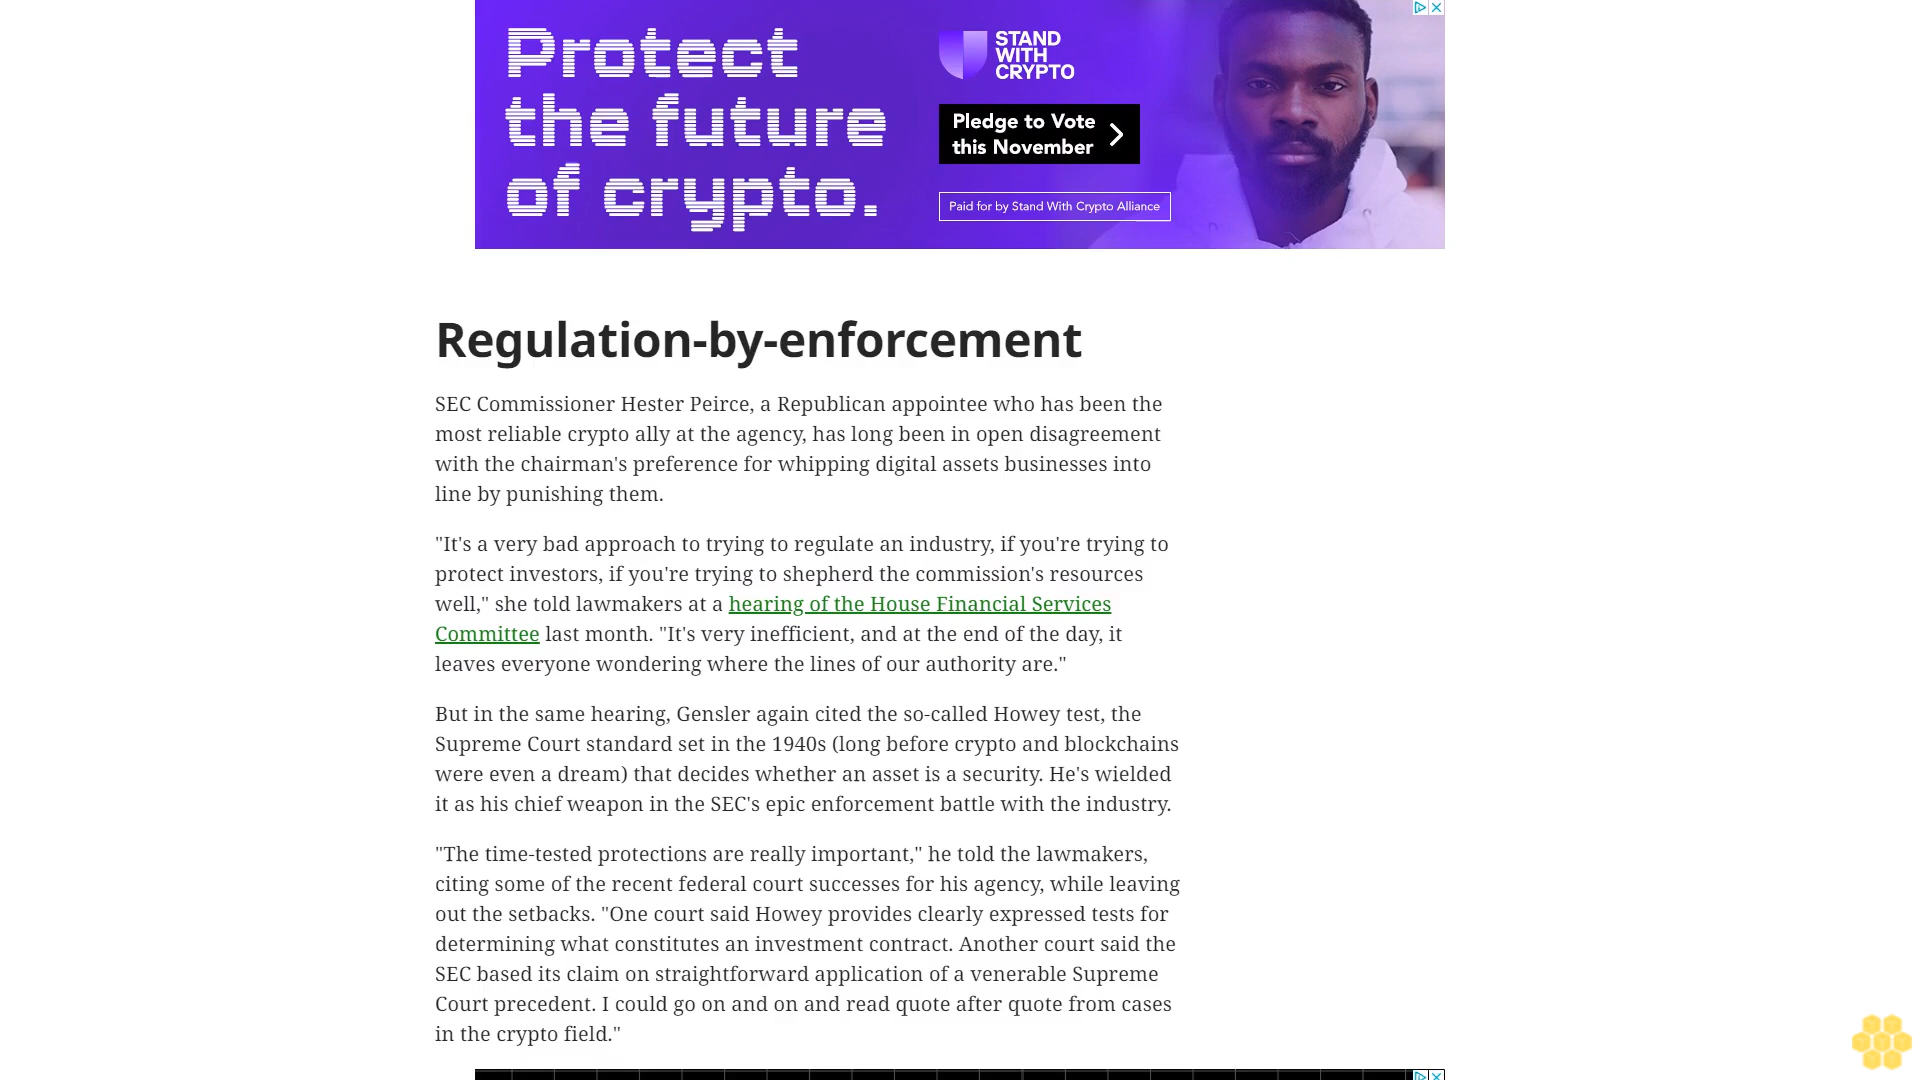 Protect
the future
of crypto.
STAND
WITH
CRYPTO
Pledge to Vote
this November
Paid for by Stand With Crypto Alliance
Regulation-by-enforcement
SEC Commissioner Hester Peirce, a Republican appointee who has been the
most reliable crypto ally at the agency, has long been in open disagreement
with the chairman's preference for whipping digital assets businesses into
line by punishing them.
"It's a very bad approach to trying to regulate an industry, if you're trying to
protect investors, if you're trying to shepherd the commission's resources
well," she told lawmakers at a hearing of the House Financial Services
Committee last month. "It's very inefficient, and at the end of the day, it
leaves everyone wondering where the lines of our authority are."
But in the same hearing, Gensler again cited the so-called Howey test, the
Supreme Court standard set in the 1940s (long before crypto and blockchains
were even a dream) that decides whether an asset is a security. He's wielded
it as his chief weapon in the SEC's epic enforcement battle with the industry.
"The time-tested protections are really important," he told the lawmakers,
citing some of the recent federal court successes for his agency, while leaving
out the setbacks. "One court said Howey provides clearly expressed tests for
determining what constitutes an investment contract. Another court said the
SEC based its claim on straightforward application of a venerable Supreme
Court precedent. I could go on and on and read quote after quote from cases
in the crypto field."